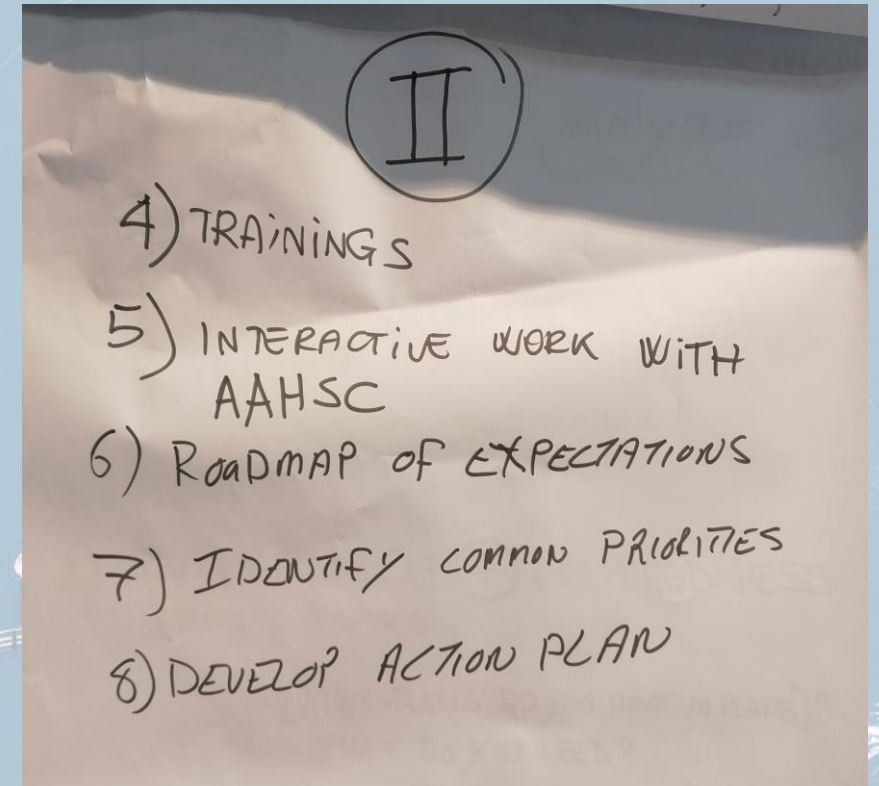 II
4) TRAiNiNGS
5) INTERACTiVE WORK WiTH
AAHSC
6) ROaDMAP OF EXPECTATIONS
7) IDENTiFY COMMON PRIORITIES
8) DEVELOP ACTION PLAN